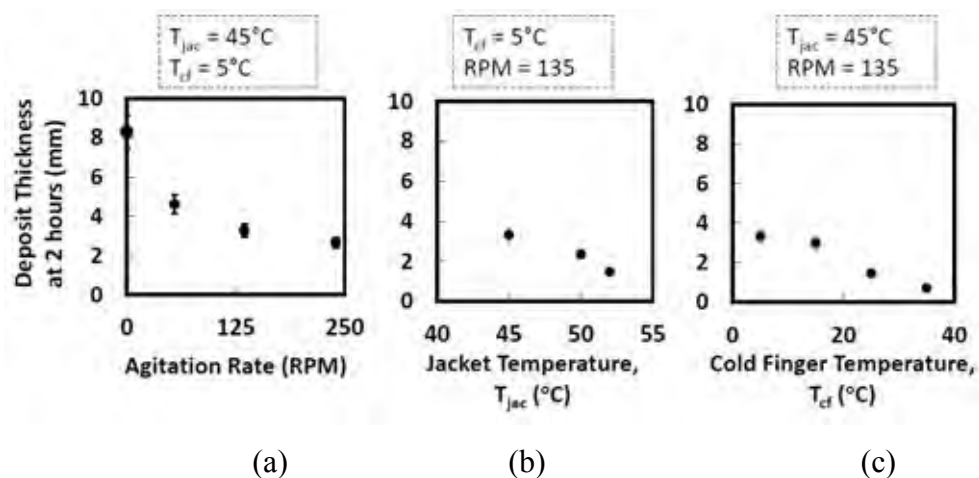 T_jac = 45°C
T_cf = 5°C
T_cf = 5°C
RPM = 135
T_jac = 45°C
RPM = 135
Deposit Thickness
at 2 hours (mm)
10
8
6
4
2
0
0 125 250
Agitation Rate (RPM)
10
8
6
4
2
0
40 45 50 55
Jacket Temperature,
T_jac (°C)
10
8
6
4
2
0
0 20 40
Cold Finger Temperature,
T_cf (°C)
(a) (b) (c)